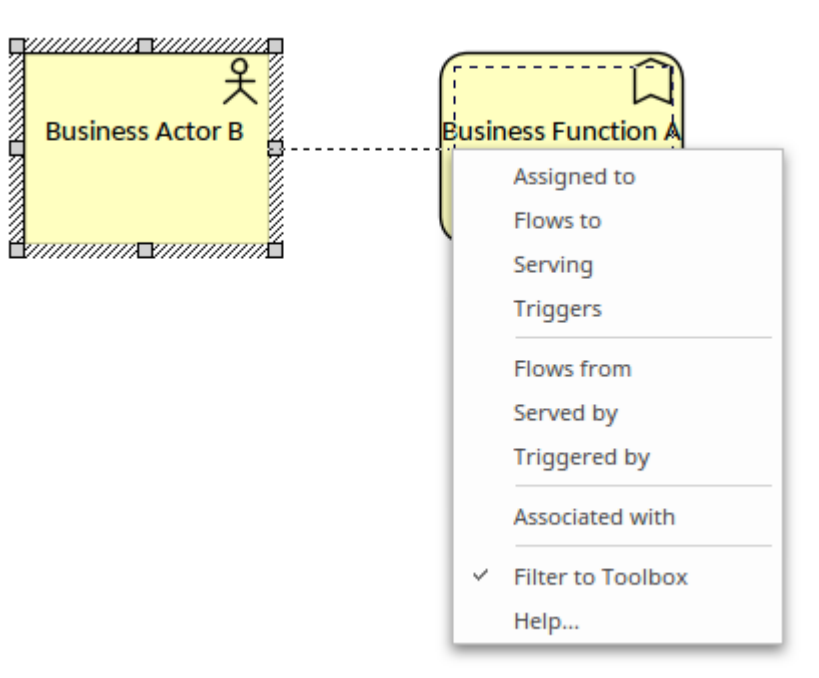 Business Actor B
Business Function A
Assigned to
Flows to
Serving
Triggers
Flows from
Served by
Triggered by
Associated with
Filter to Toolbox
Help...